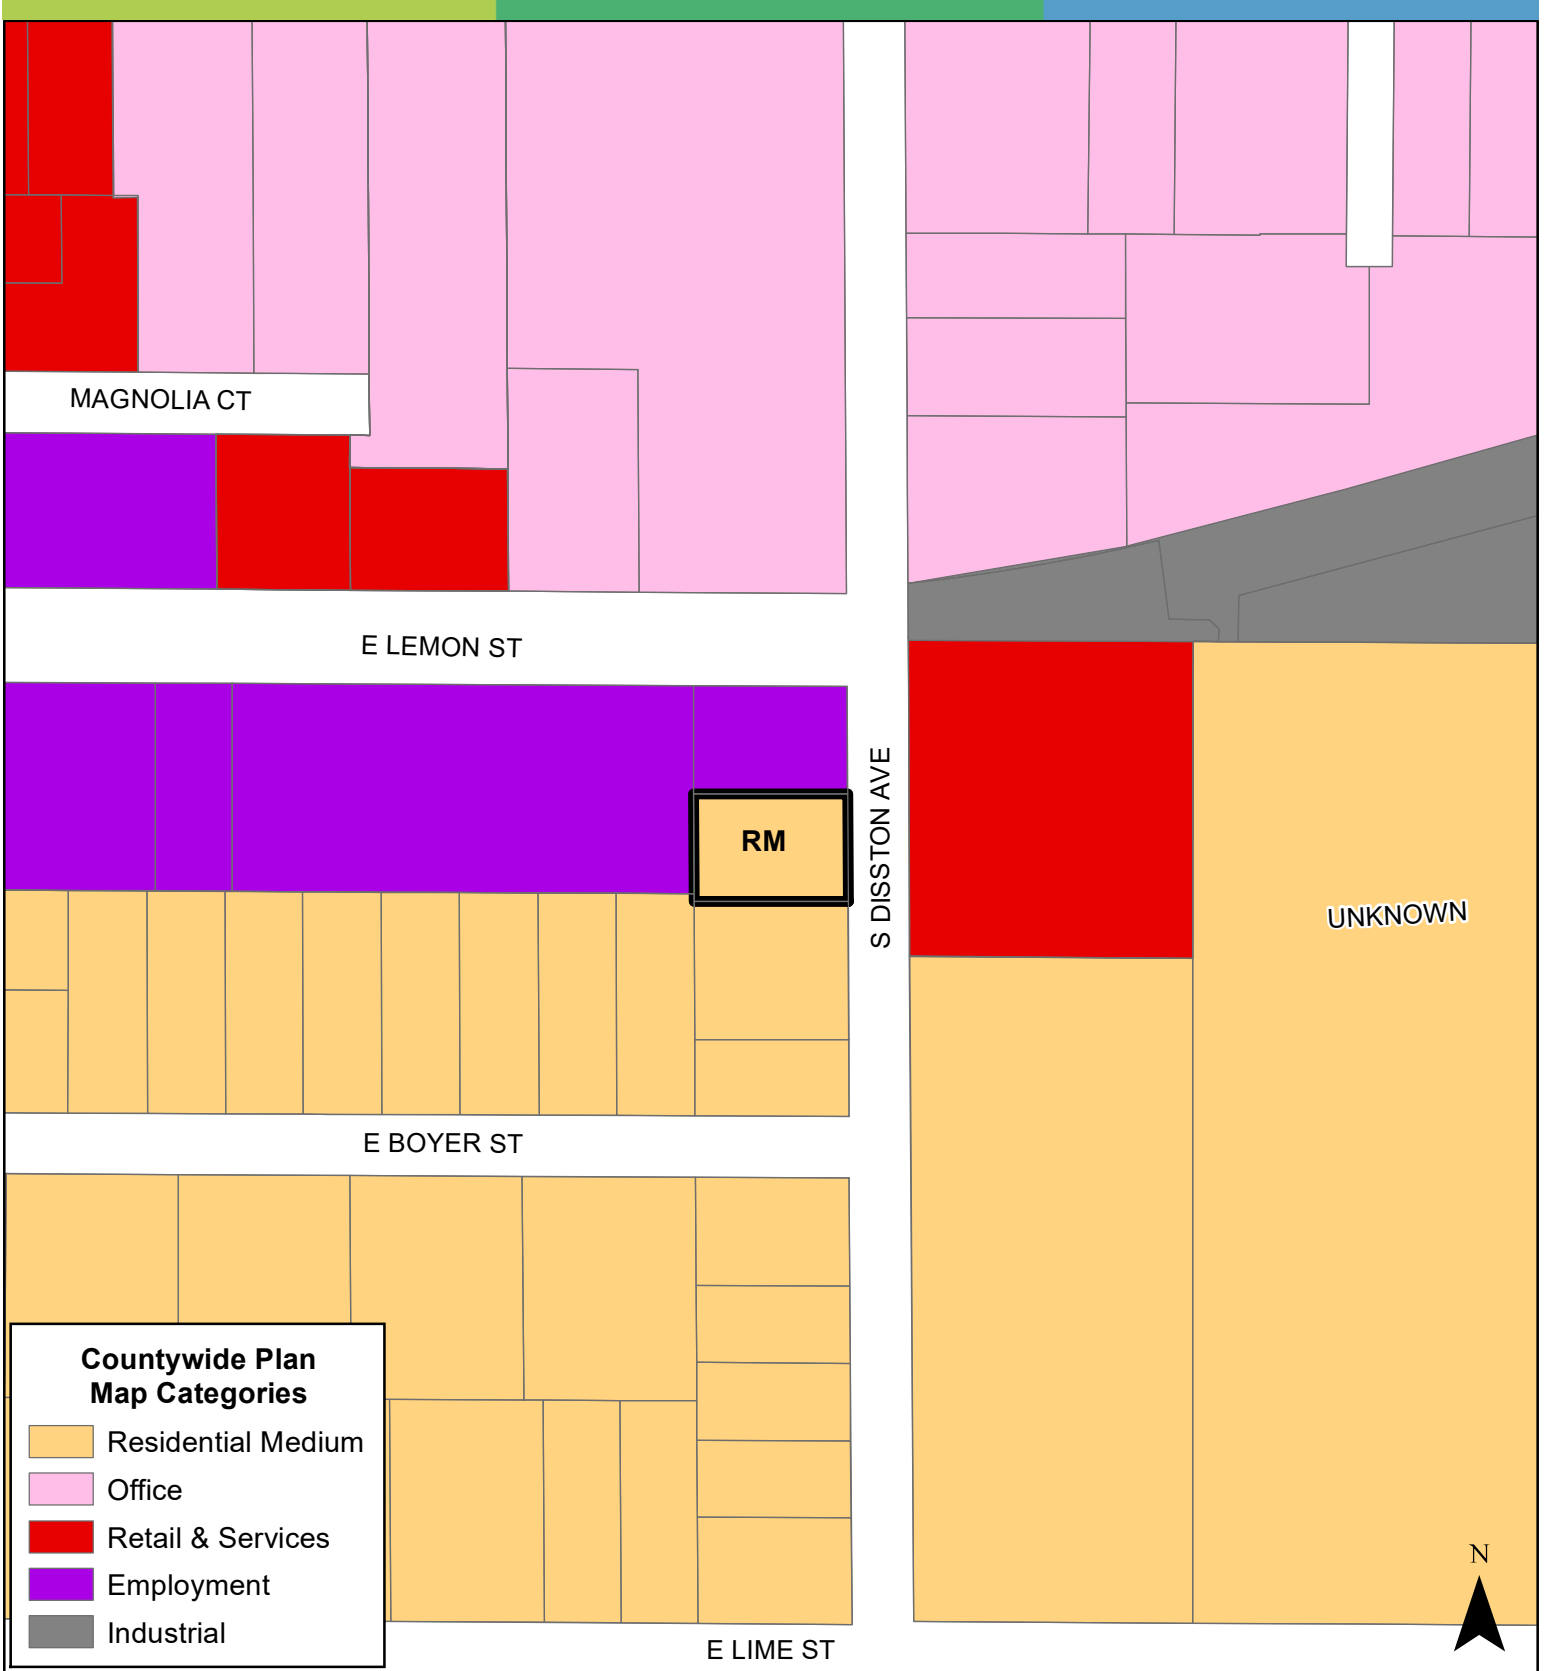 MAGNOLIA CT
E LEMON ST
S DISSTON AVE
RM
UNKNOWN
E BOYER ST
Countywide Plan
Map Categories
Residential Medium
Office
Retail & Services
Employment
Industrial
N
E LIME ST